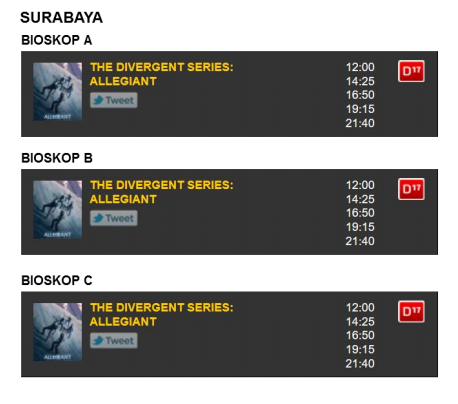 SURABAYA
BIOSKOP A
THE DIVERGENT SERIES:
ALLEGIANT
Tweet
ALLEGIANT
12:00
14:25
16:50
19:15
21:40
D17
BIOSKOP B
THE DIVERGENT SERIES:
ALLEGIANT
Tweet
ALLEGIANT
12:00
14:25
16:50
19:15
21:40
D17
BIOSKOP C
THE DIVERGENT SERIES:
ALLEGIANT
Tweet
ALLEGIANT
12:00
14:25
16:50
19:15
21:40
D17